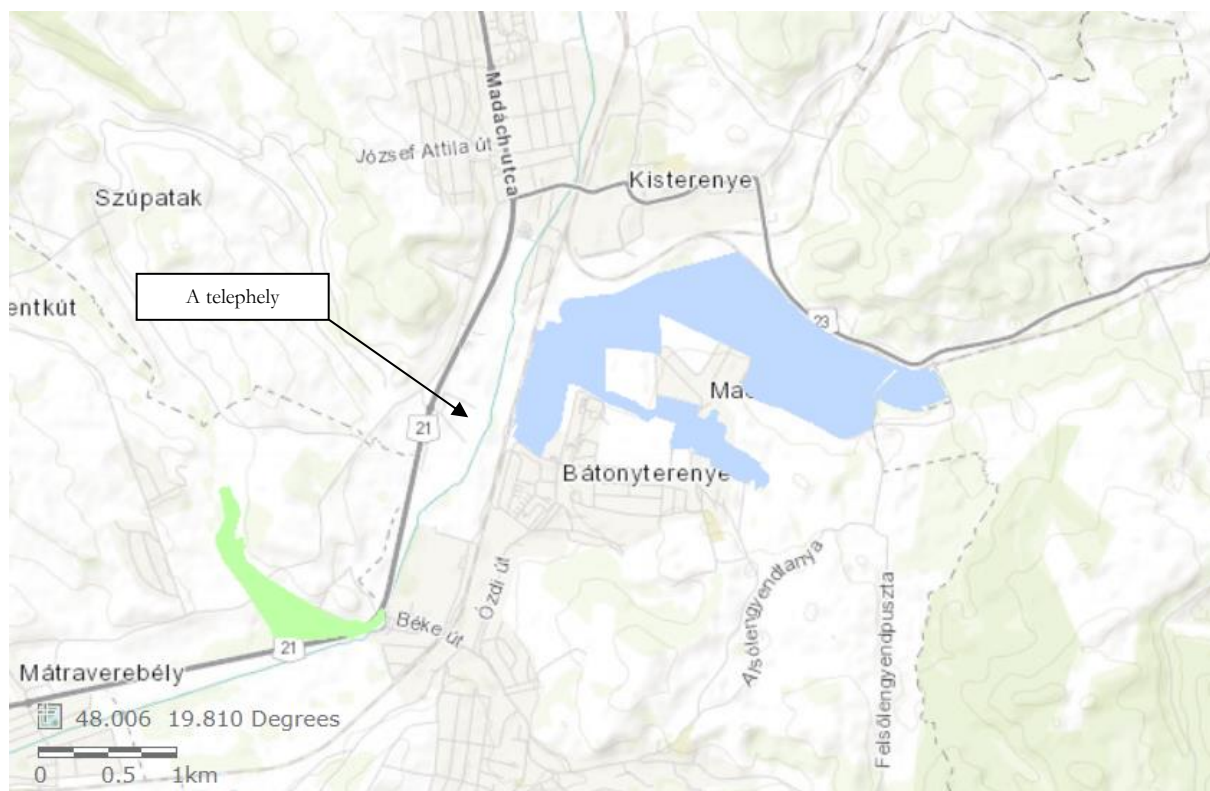 Madách utca
József Attila út
Kisterenye
Szúpatak
A telephely
entkút
23
Ma
21
Bátonyterenye
Ózdi út
Béke út
21
Alsólengyendtanya
Felsőlengyendpuszta
Mátraverebély
48.006 19.810 Degrees
0 0.5 1km